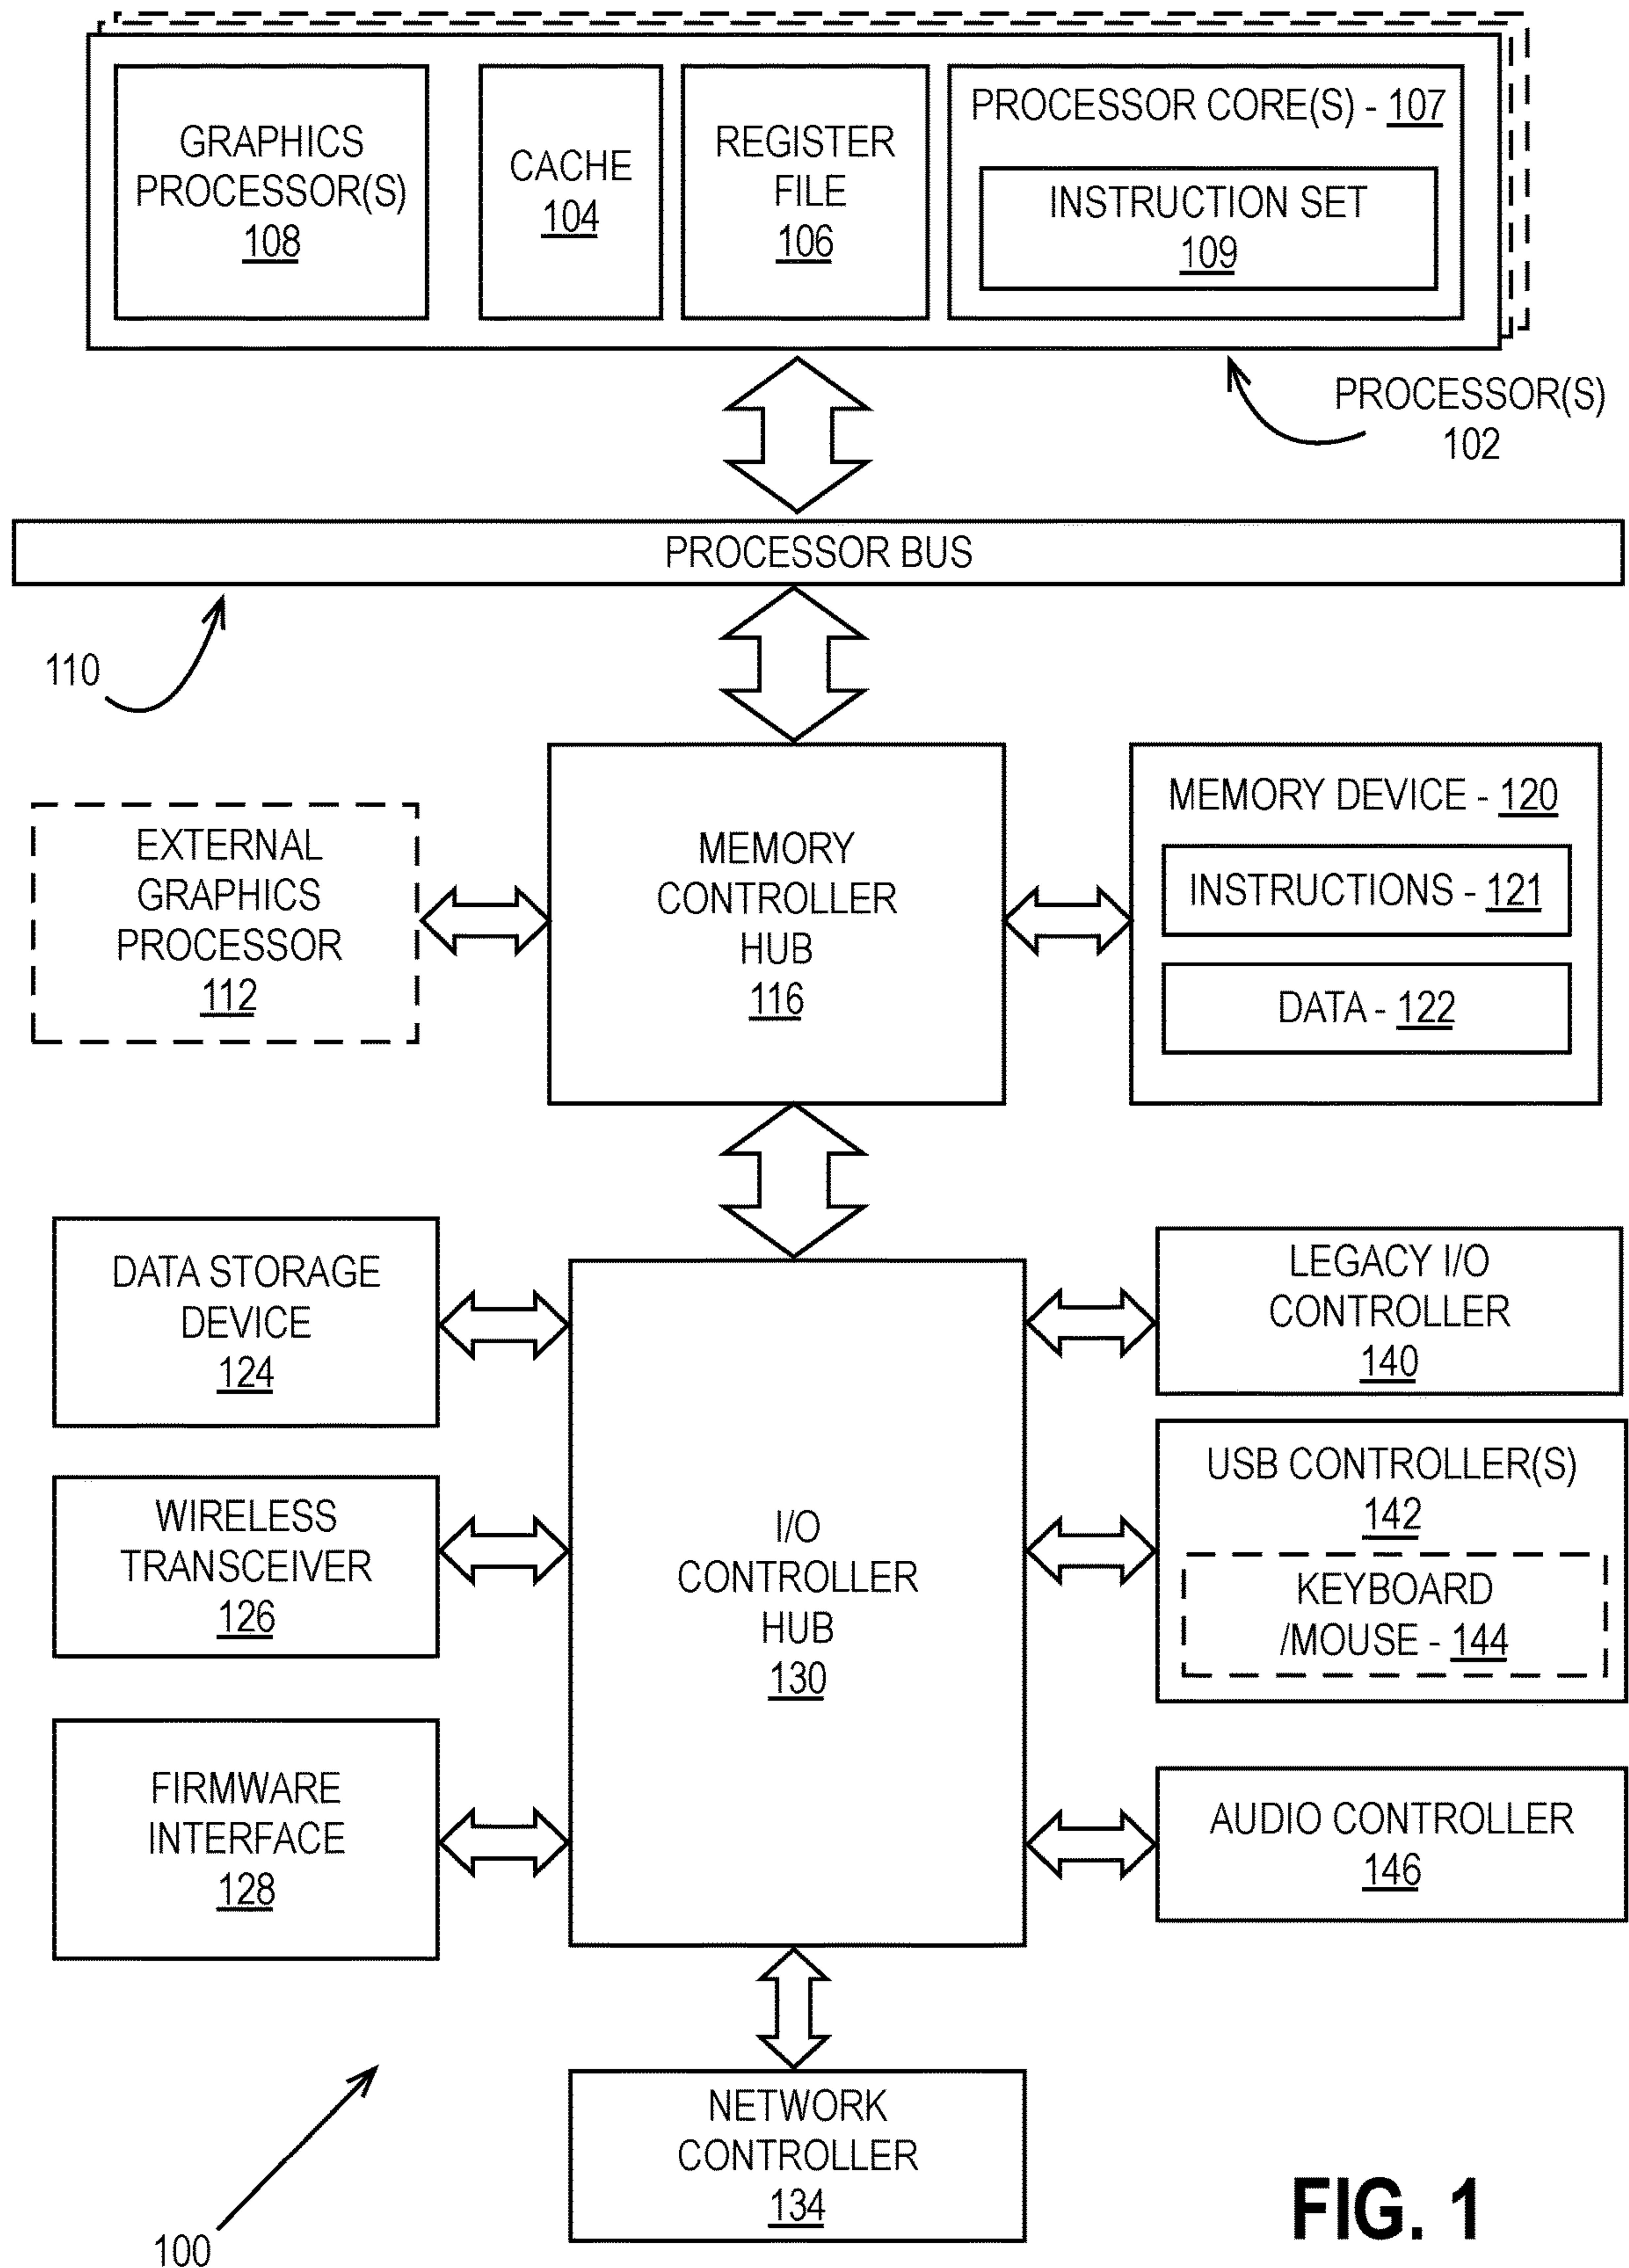 GRAPHICS
PROCESSOR(S)
108
CACHE
104
REGISTER
FILE
106
PROCESSOR CORE(S) - 107
INSTRUCTION SET
109
PROCESSOR(S)
102
PROCESSOR BUS
110
EXTERNAL
GRAPHICS
PROCESSOR
112
MEMORY
CONTROLLER
HUB
116
MEMORY DEVICE - 120
INSTRUCTIONS - 121
DATA - 122
DATA STORAGE
DEVICE
124
WIRELESS
TRANSCEIVER
126
FIRMWARE
INTERFACE
128
I/O
CONTROLLER
HUB
130
LEGACY I/O
CONTROLLER
140
USB CONTROLLER(S)
142
KEYBOARD
/MOUSE - 144
AUDIO CONTROLLER
146
NETWORK
CONTROLLER
134
100
FIG. 1